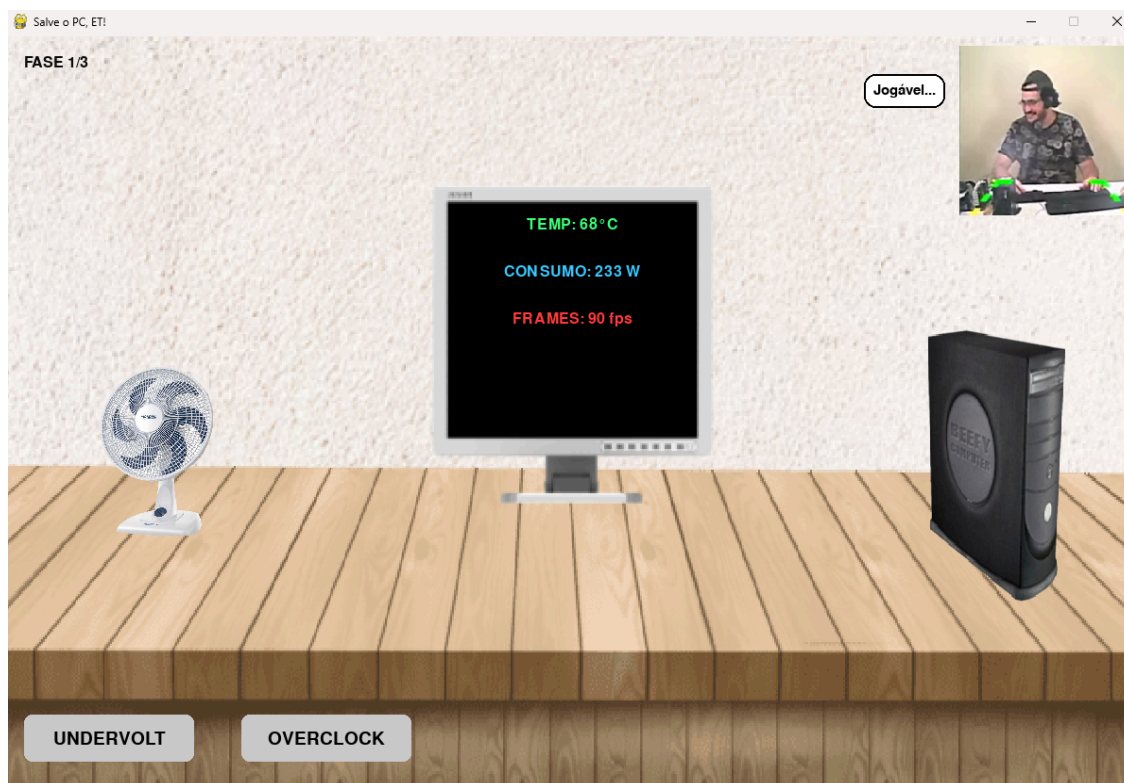 Salve o PC, ET!
FASE 1/3
Jogável...
TEMP: 68°C
CONSUMO: 233 W
FRAMES: 90 fps
BEEFY
COMPUTER
UNDERVOLT
OVERCLOCK